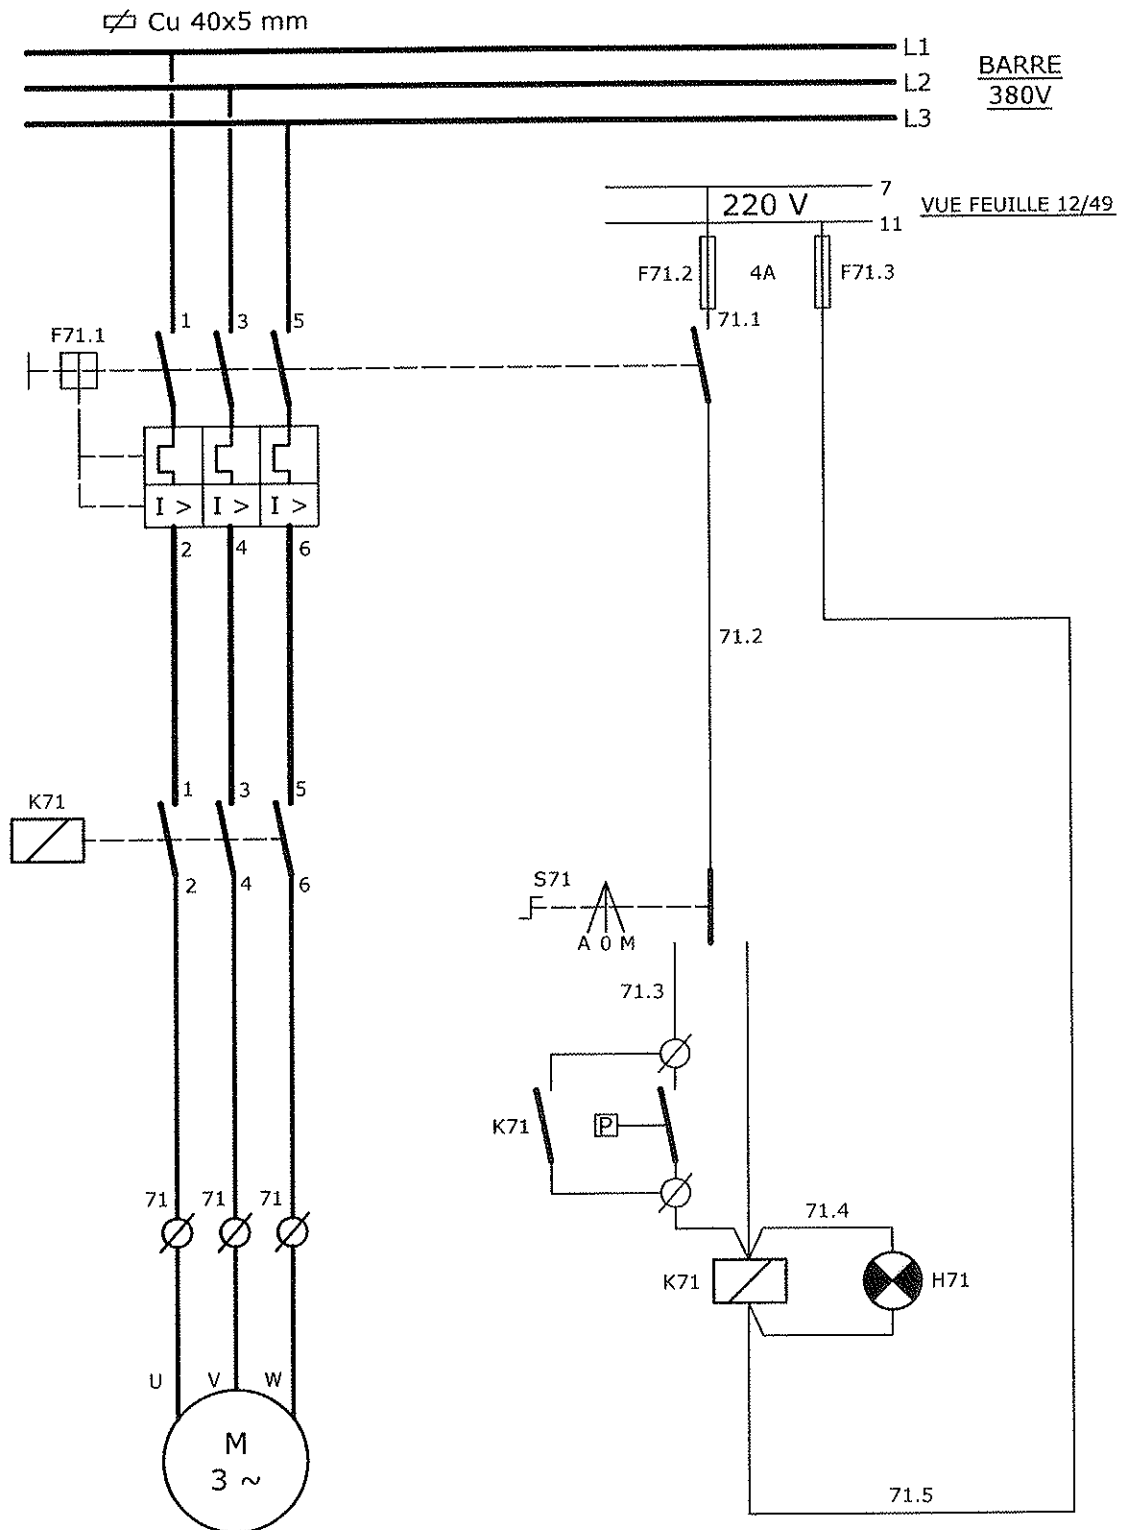 Cu 40x5 mm
L1
L2
L3
BARRE
380V
7
220 V
11
VUE FEUILLE 12/49
F71.2
4A
F71.3
71.1
F71.1
1
3
5
I >
I >
I >
2
4
6
71.2
K71
1
3
5
2
4
6
S71
A 0 M
71.3
K71
P
71
71
71
71.4
K71
H71
U
V
W
M
3 ~
71.5